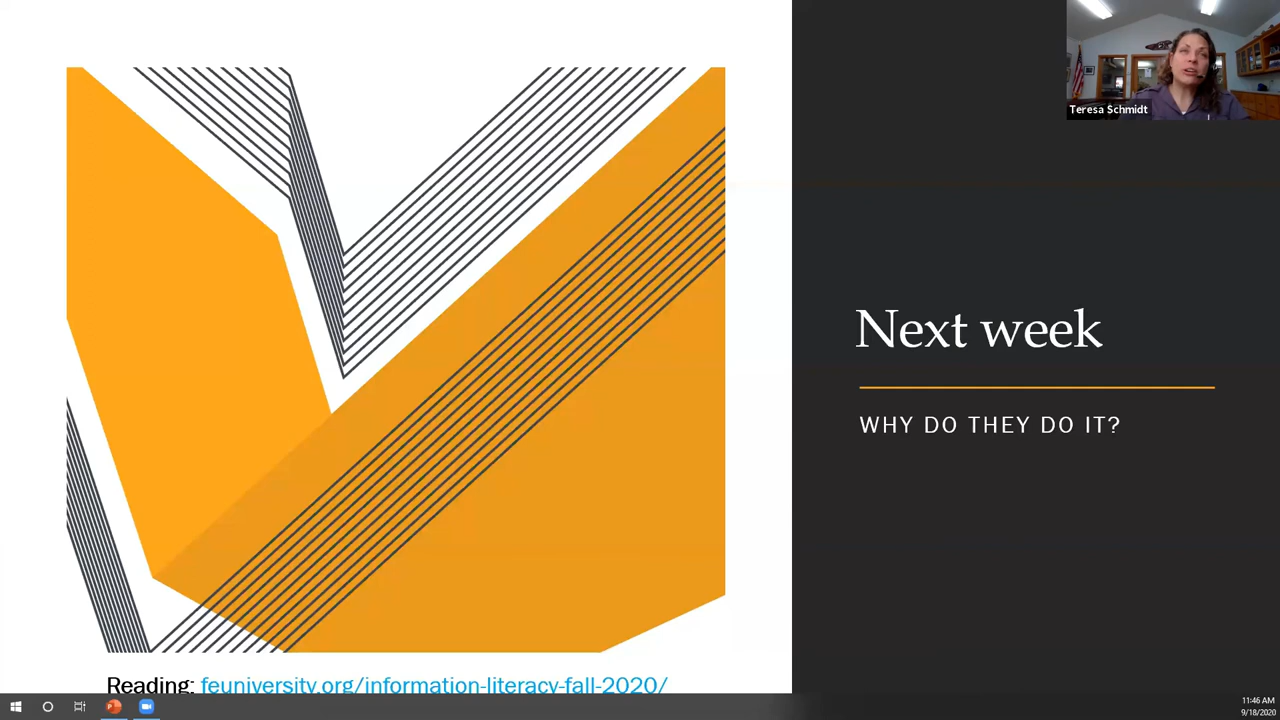 Teresa Schmidt
Next week
WHY DO THEY DO IT?
Reading: feuniversity.org/information-literacy-fall-2020/
11:46 AM
9/18/2020